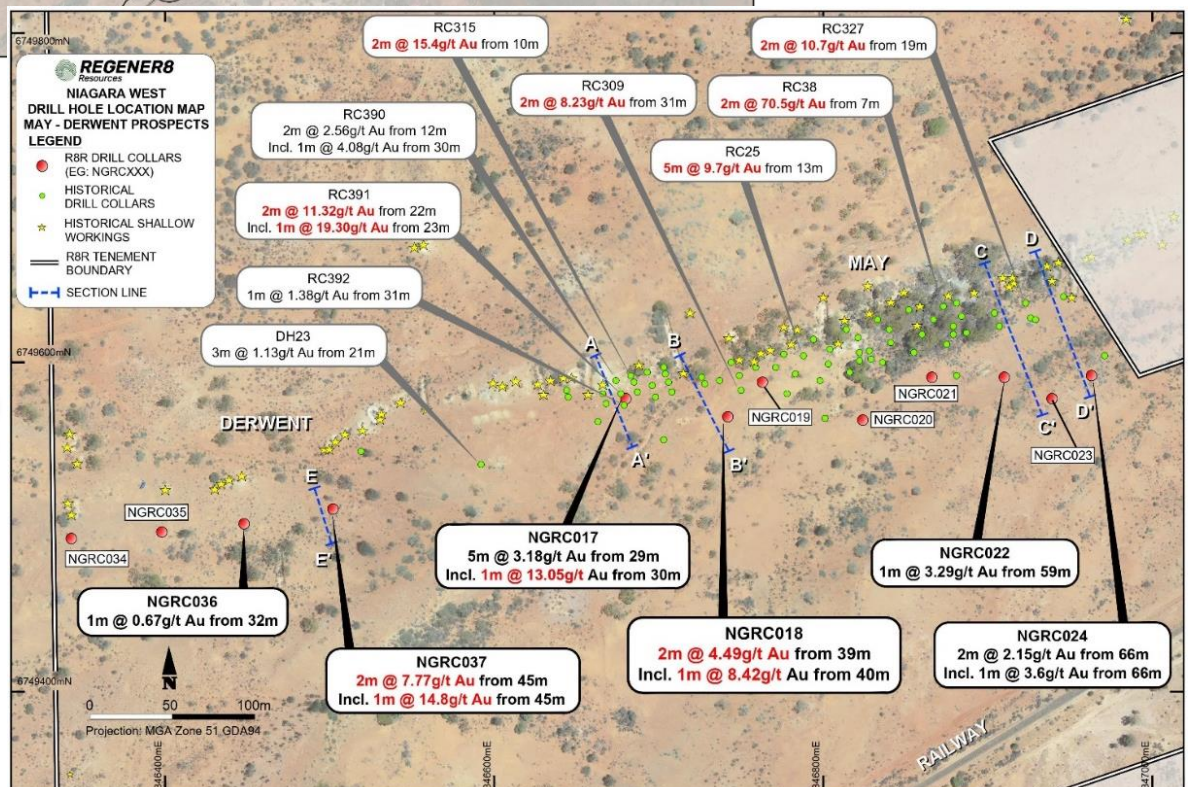 6749800mN
REGENER8
Resources
NIAGARA WEST
DRILL HOLE LOCATION MAP
MAY - DERWENT PROSPECTS
LEGEND
R8R DRILL COLLARS
(EG: NGRCXXX)
HISTORICAL
DRILL COLLARS
HISTORICAL SHALLOW
WORKINGS
R8R TENEMENT
BOUNDARY
SECTION LINE
RC315
2m @ 15.4g/t Au from 10m
RC327
2m @ 10.7g/t Au from 19m
RC309
2m @ 8.23g/t Au from 31m
RC38
2m @ 70.5g/t Au from 7m
RC390
2m @ 2.56g/t Au from 12m
Incl. 1m @ 4.08g/t Au from 30m
RC25
5m @ 9.7g/t Au from 13m
RC391
2m @ 11.32g/t Au from 22m
Incl. 1m @ 19.30g/t Au from 23m
RC392
1m @ 1.38g/t Au from 31m
DH23
3m @ 1.13g/t Au from 21m
MAY
C
D
A
B
6749600mN
DERWENT
NGRC019
NGRC021
NGRC020
C'
D'
NGRC023
A'
B'
E
E'
NGRC035
NGRC034
NGRC017
5m @ 3.18g/t Au from 29m
Incl. 1m @ 13.05g/t Au from 30m
NGRC022
1m @ 3.29g/t Au from 59m
NGRC036
1m @ 0.67g/t Au from 32m
NGRC018
2m @ 4.49g/t Au from 39m
Incl. 1m @ 8.42g/t Au from 40m
NGRC024
2m @ 2.15g/t Au from 66m
Incl. 1m @ 3.6g/t Au from 66m
NGRC037
2m @ 7.77g/t Au from 45m
Incl. 1m @ 14.8g/t Au from 45m
N
6749400mN
0 50 100m
Projection: MGA Zone 51 GDA94
RAILWAY